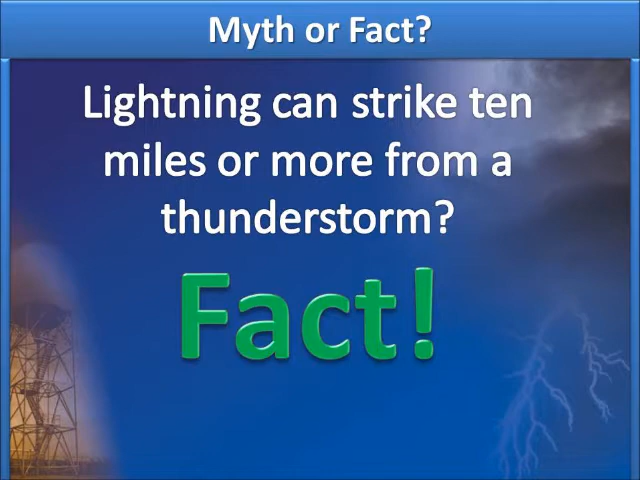 Myth or Fact?
Lightning can strike ten
miles or more from a
thunderstorm?
Fact!